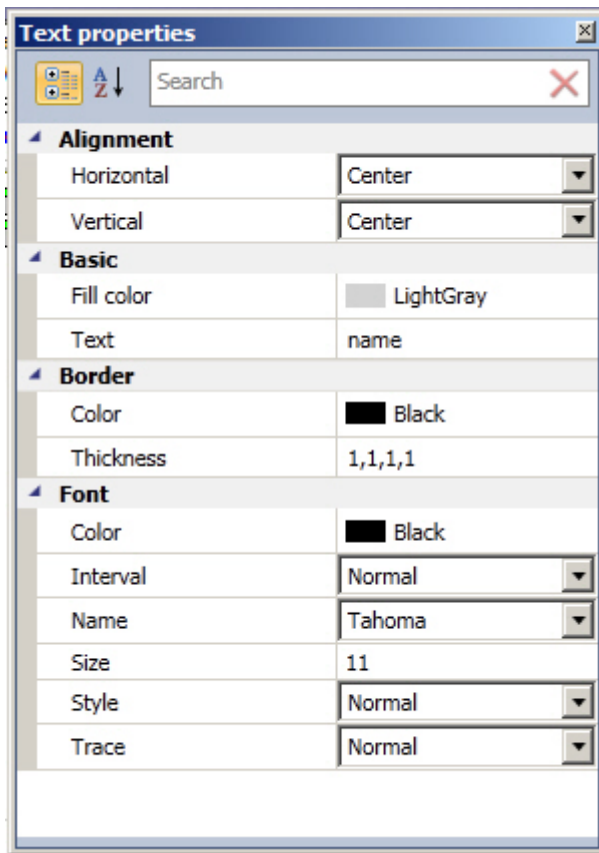 Text properties
A Z Search
Alignment
Horizontal Center
Vertical Center
Basic
Fill color LightGray
Text name
Border
Color Black
Thickness 1,1,1,1
Font
Color Black
Interval Normal
Name Tahoma
Size 11
Style Normal
Trace Normal